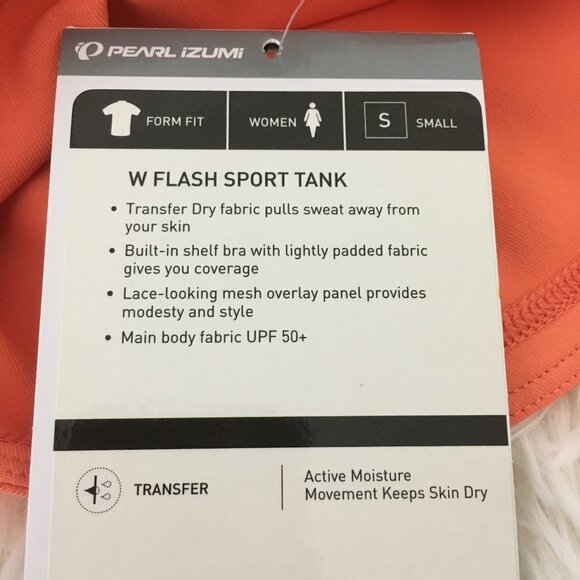 PEARL iZUMi
FORM FIT
WOMEN
S
SMALL
W FLASH SPORT TANK
• Transfer Dry fabric pulls sweat away from
your skin
• Built-in shelf bra with lightly padded fabric
gives you coverage
• Lace-looking mesh overlay panel provides
modesty and style
• Main body fabric UPF 50+
TRANSFER
Active Moisture
Movement Keeps Skin Dry